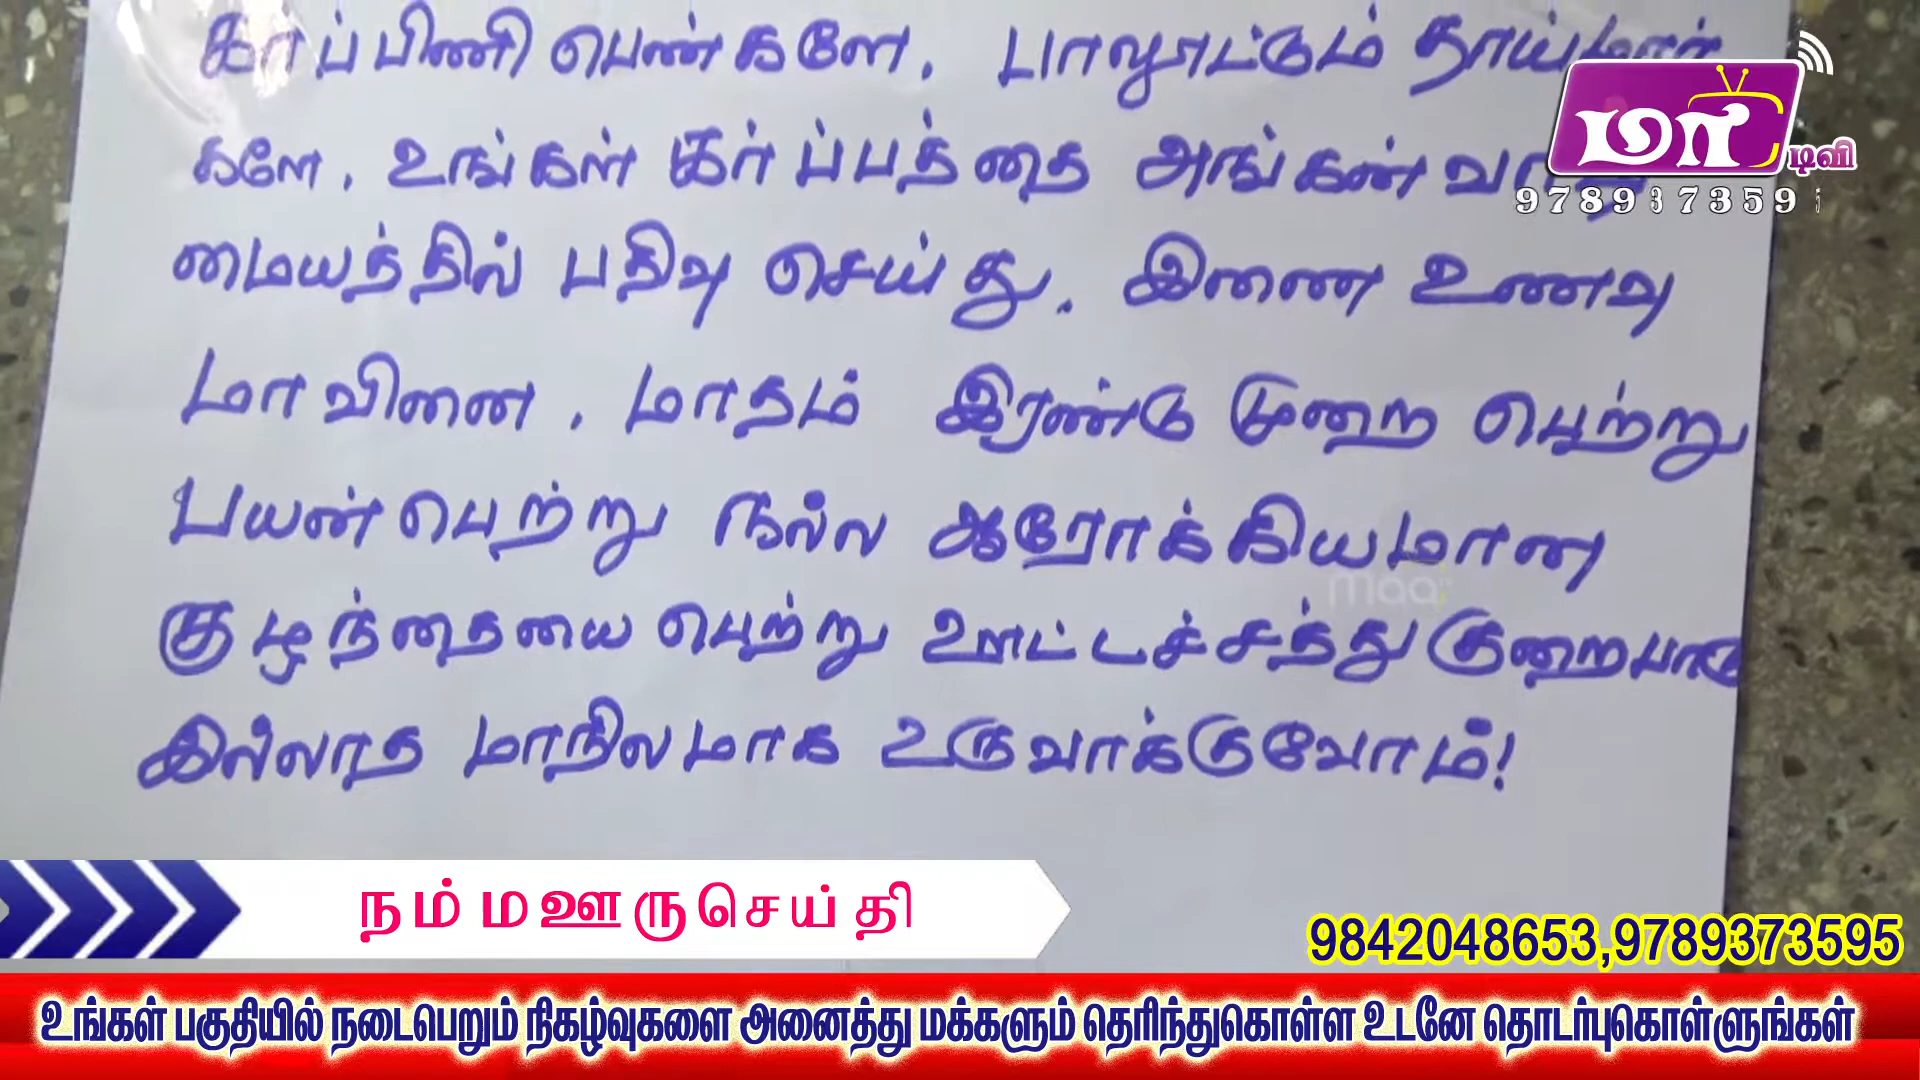 கர்ப்பிணி பெண்களே, பாலூட்டும் தாய்மார்
களே, உங்கள் கர்ப்பத்தை அங்கன்வாடி
மையத்தில் பதிவு செய்து, இணை உணவு
மாவினை, மாதம் இரண்டு முறை பெற்று
பயன்பெற்று நல்ல ஆரோக்கியமான
குழந்தையை பெற்று ஊட்டச்சத்து குறைபாடு
இல்லாத மாநிலமாக உருவாக்குவோம்!
மா டிவி
978937359
maa
நம்ம ஊரு செய்தி
9842048653,9789373595
உங்கள் பகுதியில் நடைபெறும் நிகழ்வுகளை அனைத்து மக்களும் தெரிந்துகொள்ள உடனே தொடர்புகொள்ளுங்கள்